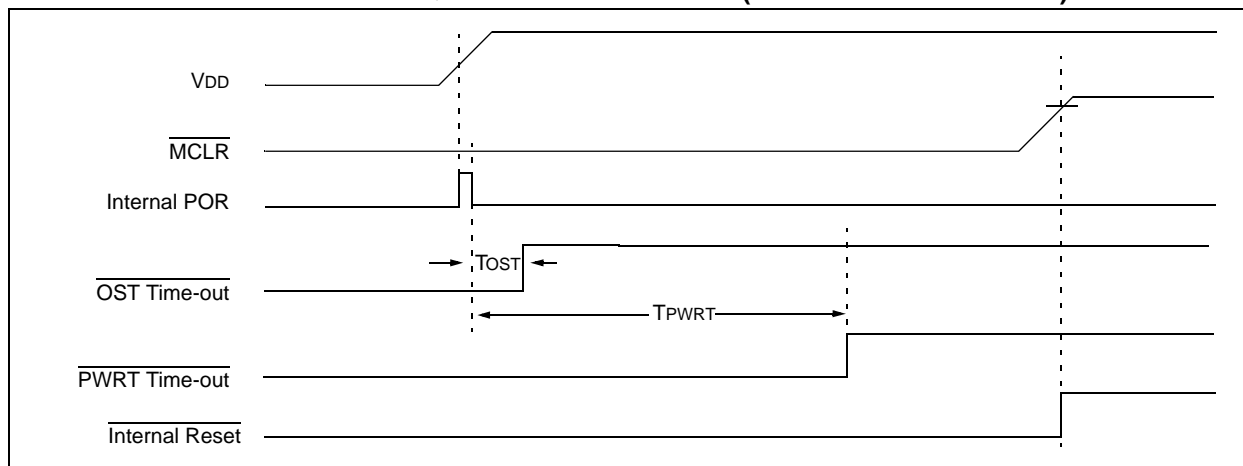 VDD
MCLR
Internal POR
TOST
OST Time-out
TPWRT
PWRT Time-out
Internal Reset